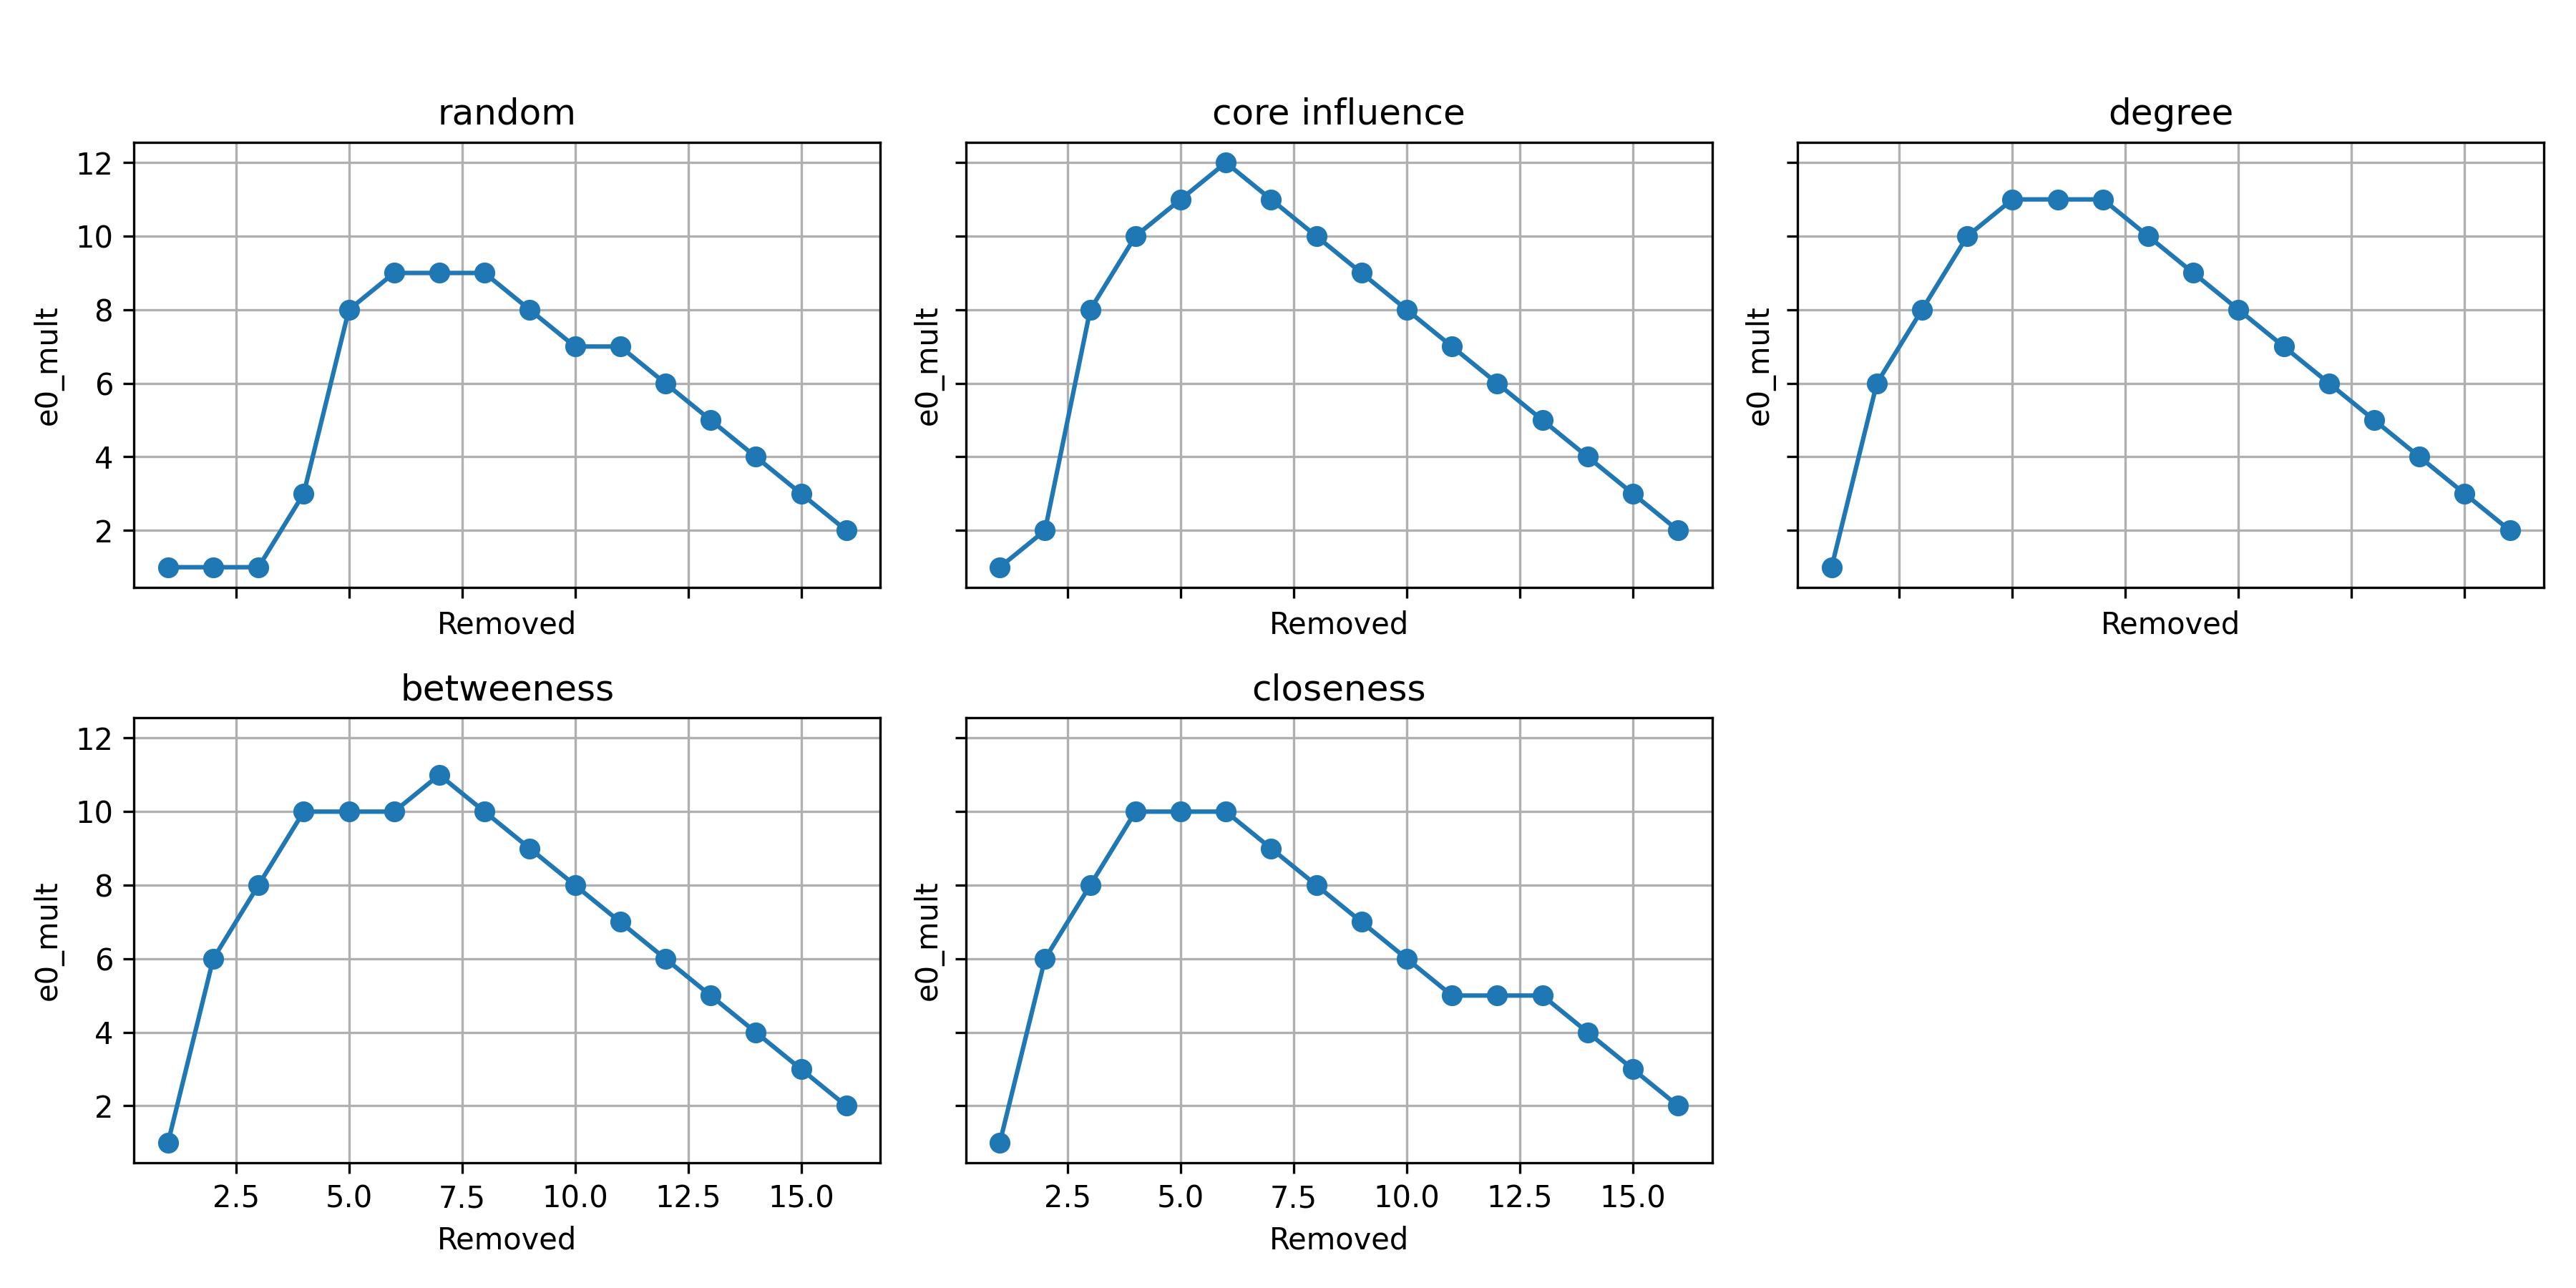 random
core influence
degree
12
10
8
6
4
2
e0_mult
e0_mult
e0_mult
Removed
Removed
Removed
betweeness
closeness
12
10
8
6
4
2
e0_mult
e0_mult
2.5 5.0 7.5 10.0 12.5 15.0
2.5 5.0 7.5 10.0 12.5 15.0
Removed
Removed